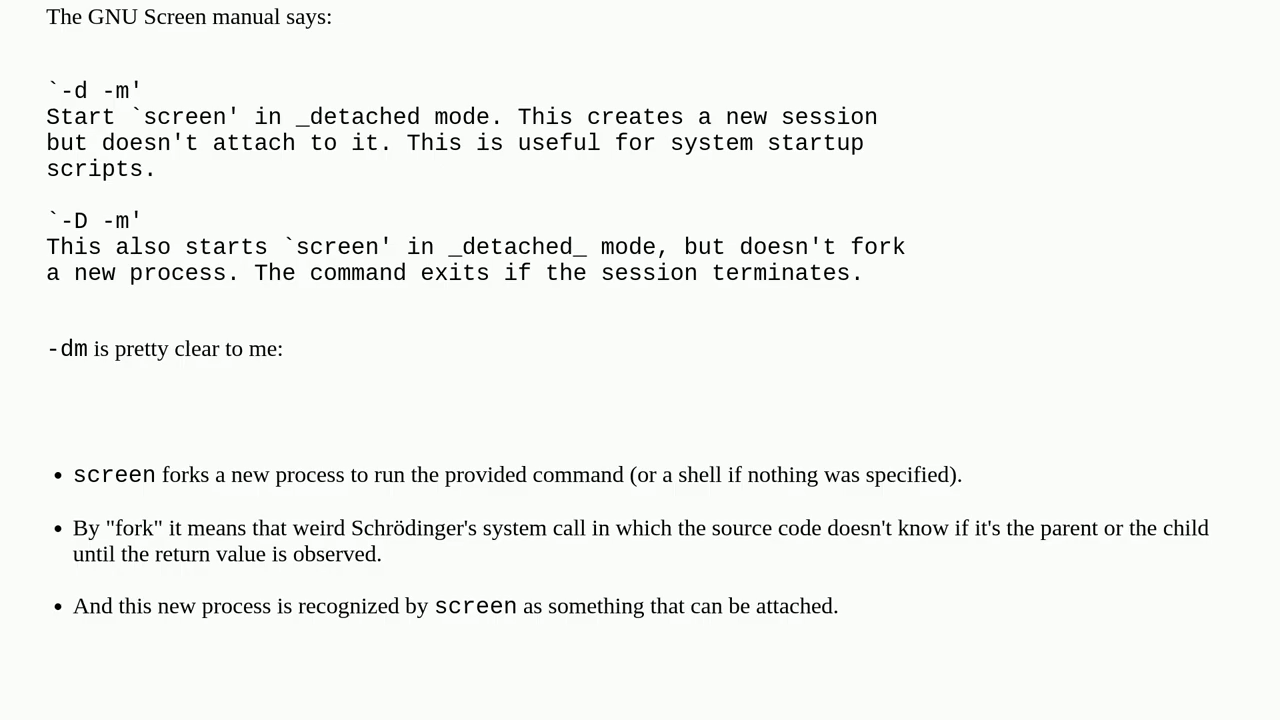 The GNU Screen manual says:
`-d -m'
Start `screen' in _detached mode. This creates a new session
but doesn't attach to it. This is useful for system startup
scripts.
`-D -m'
This also starts `screen' in _detached_ mode, but doesn't fork
a new process. The command exits if the session terminates.
-dm is pretty clear to me:
• screen forks a new process to run the provided command (or a shell if nothing was specified).
• By "fork" it means that weird Schrödinger's system call in which the source code doesn't know if it's the parent or the child
until the return value is observed.
• And this new process is recognized by screen as something that can be attached.